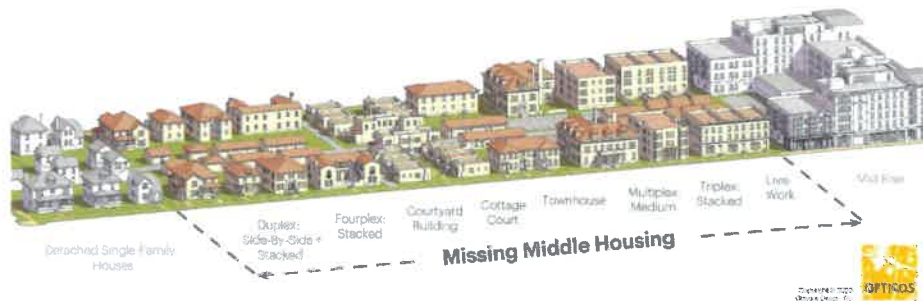 Detached Single-Family
Houses
Duplex:
Side-By-Side +
Stacked
Fourplex:
Stacked
Courtyard
Building
Cottage
Court
Townhouse
Multiplex:
Medium
Triplex:
Stacked
Live-
Work
Mid-Rise
Missing Middle Housing
OPTICOS